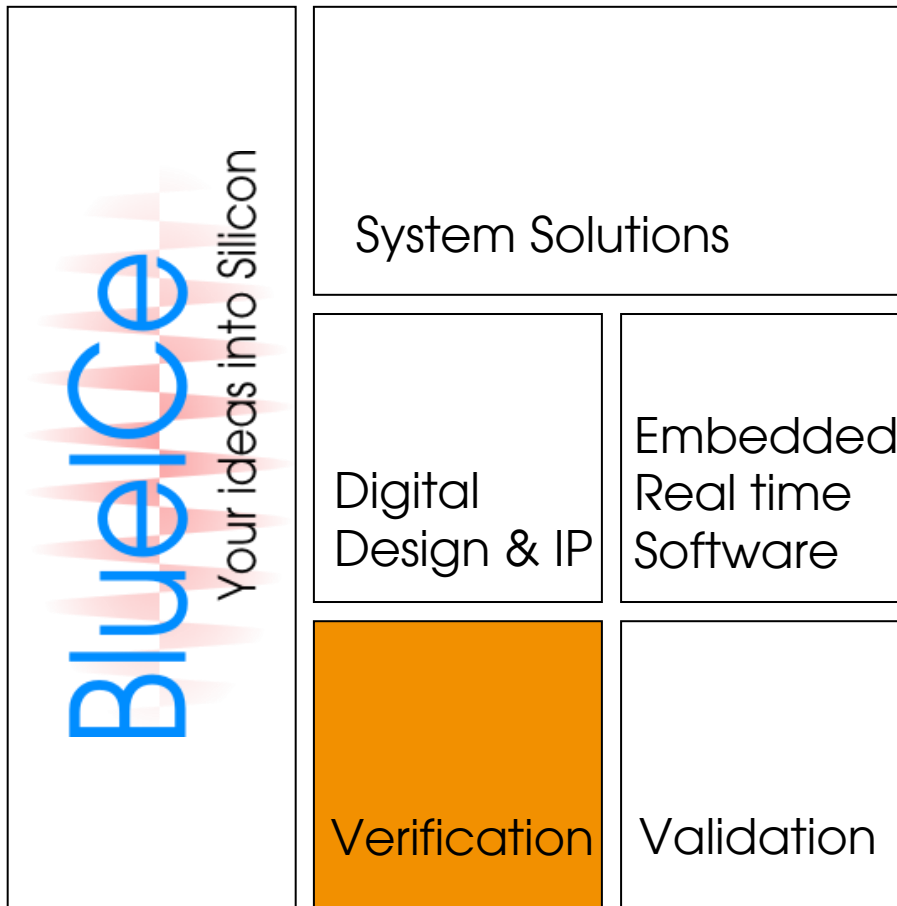 BlueICe
Your ideas into Silicon
System Solutions
Digital
Design & IP
Embedded
Real time
Software
Verification
Validation